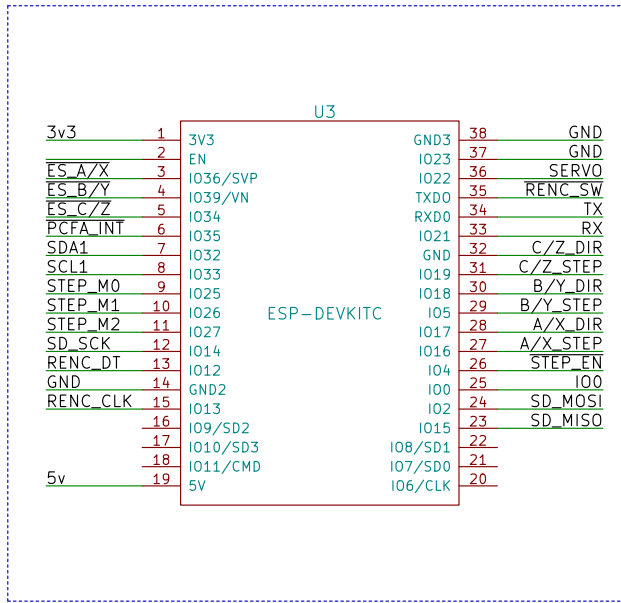 U3
3v3 1 3V3 GND3 38 GND
2 EN IO23 37 GND
ES_A/X 3 IO36/SVP IO22 36 SERVO
ES_B/Y 4 IO39/VN TXD0 35 RENC_SW
ES_C/Z 5 IO34 RXD0 34 TX
PCFA_INT 6 IO35 IO21 33 RX
SDA1 7 IO32 GND 32 C/Z_DIR
SCL1 8 IO33 IO19 31 C/Z_STEP
STEP_M0 9 IO25 IO18 30 B/Y_DIR
STEP_M1 10 IO26 IO5 29 B/Y_STEP
ESP-DEVKITC
STEP_M2 11 IO27 IO17 28 A/X_DIR
SD_SCK 12 IO14 IO16 27 A/X_STEP
RENC_DT 13 IO12 IO4 26 STEP_EN
GND 14 GND2 IO0 25 IO0
RENC_CLK 15 IO13 IO2 24 SD_MOSI
16 IO9/SD2 IO15 23 SD_MISO
17 IO10/SD3 IO8/SD1 22
18 IO11/CMD IO7/SD0 21
5v 19 5V IO6/CLK 20